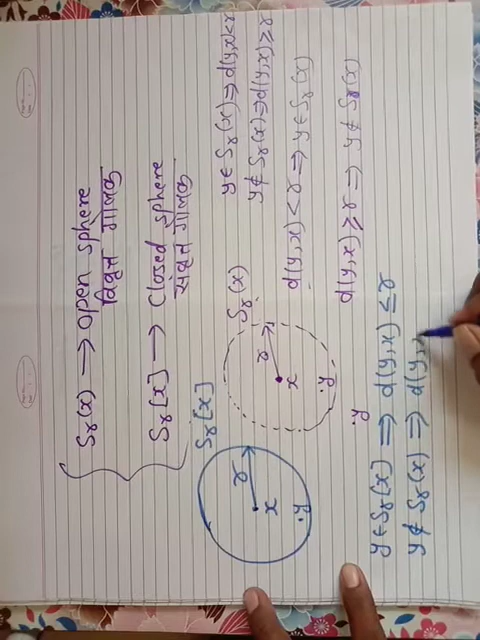 Sᵣ(x) → open sphere
विवृत्त गोलक
Sᵣ[x] → closed sphere
संवृत्त गोलक
y ∈ Sᵣ(x) ⇒ d(y,x) < r
y ∉ Sᵣ(x) ⇒ d(y,x) ≥ r
d(y,x) < r ⇒ y ∈ Sᵣ(x)
d(y,x) ≥ r ⇒ y ∉ Sᵣ(x)
Sᵣ[x]
r
x
.y
Sᵣ(x)
r
x
.y
.y
y ∈ Sᵣ[x] ⇒ d(y,x) ≤ r
y ∉ Sᵣ[x] ⇒ d(y,